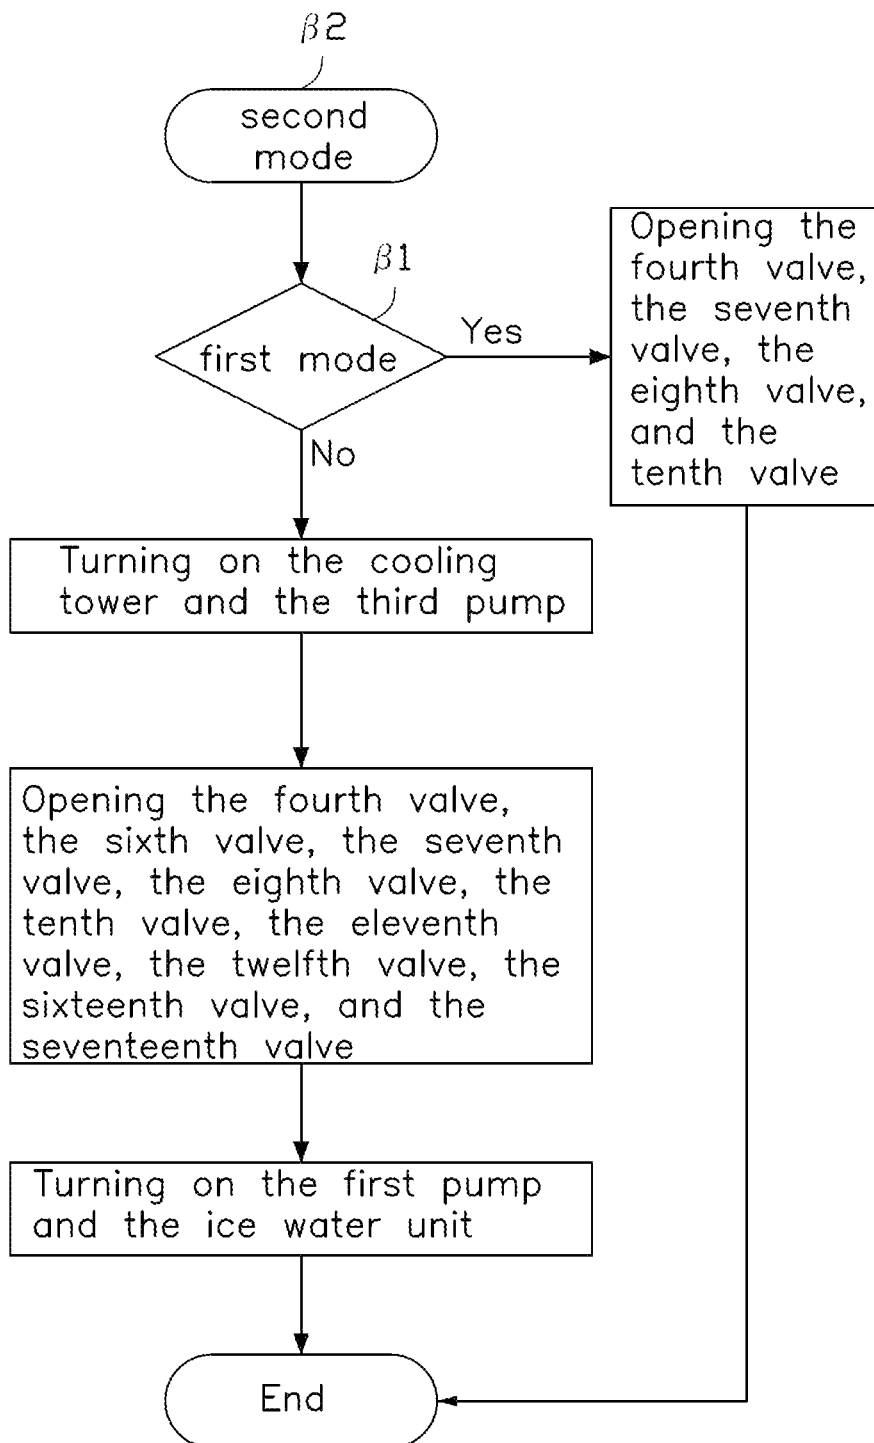 β2
second
mode
β1
first mode
Yes
Opening the
fourth valve,
the seventh
valve, the
eighth valve,
and the
tenth valve
No
Turning on the cooling
tower and the third pump
Opening the fourth valve,
the sixth valve, the seventh
valve, the eighth valve, the
tenth valve, the eleventh
valve, the twelfth valve, the
sixteenth valve, and the
seventeenth valve
Turning on the first pump
and the ice water unit
End